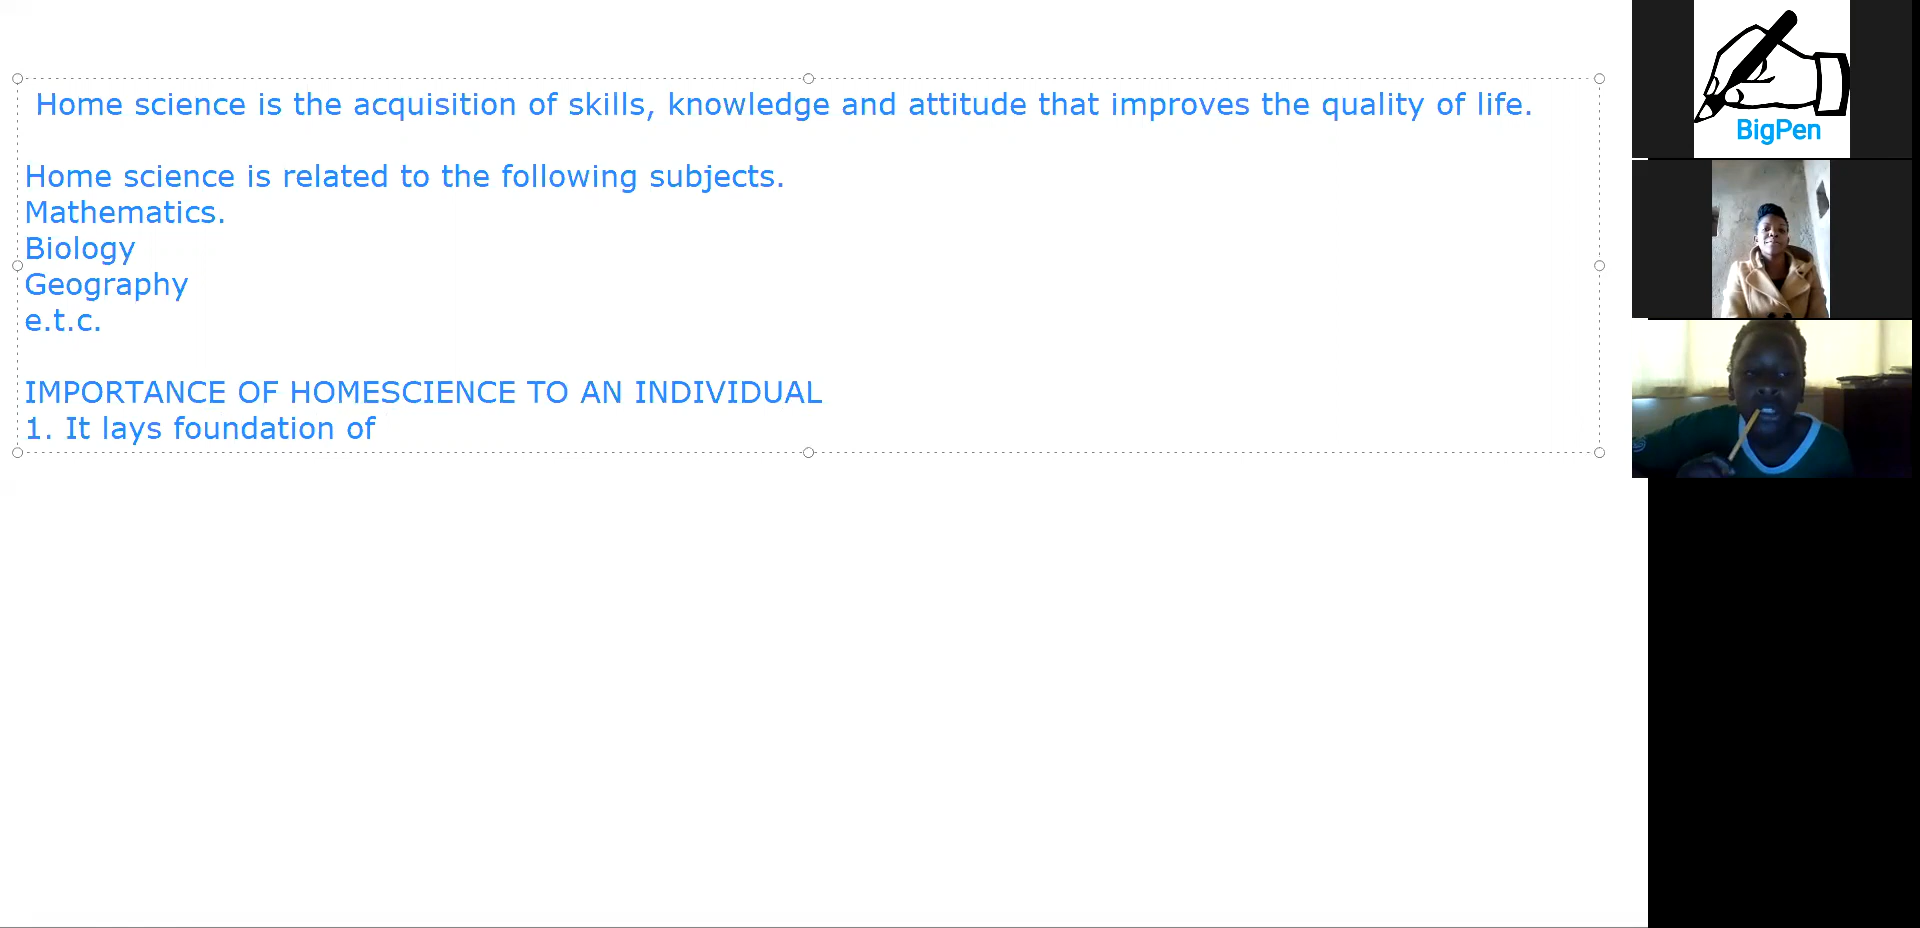 Home science is the acquisition of skills, knowledge and attitude that improves the quality of life.
Home science is related to the following subjects.
Mathematics.
Biology
Geography
e.t.c.
IMPORTANCE OF HOMESCIENCE TO AN INDIVIDUAL
1. It lays foundation of
BigPen